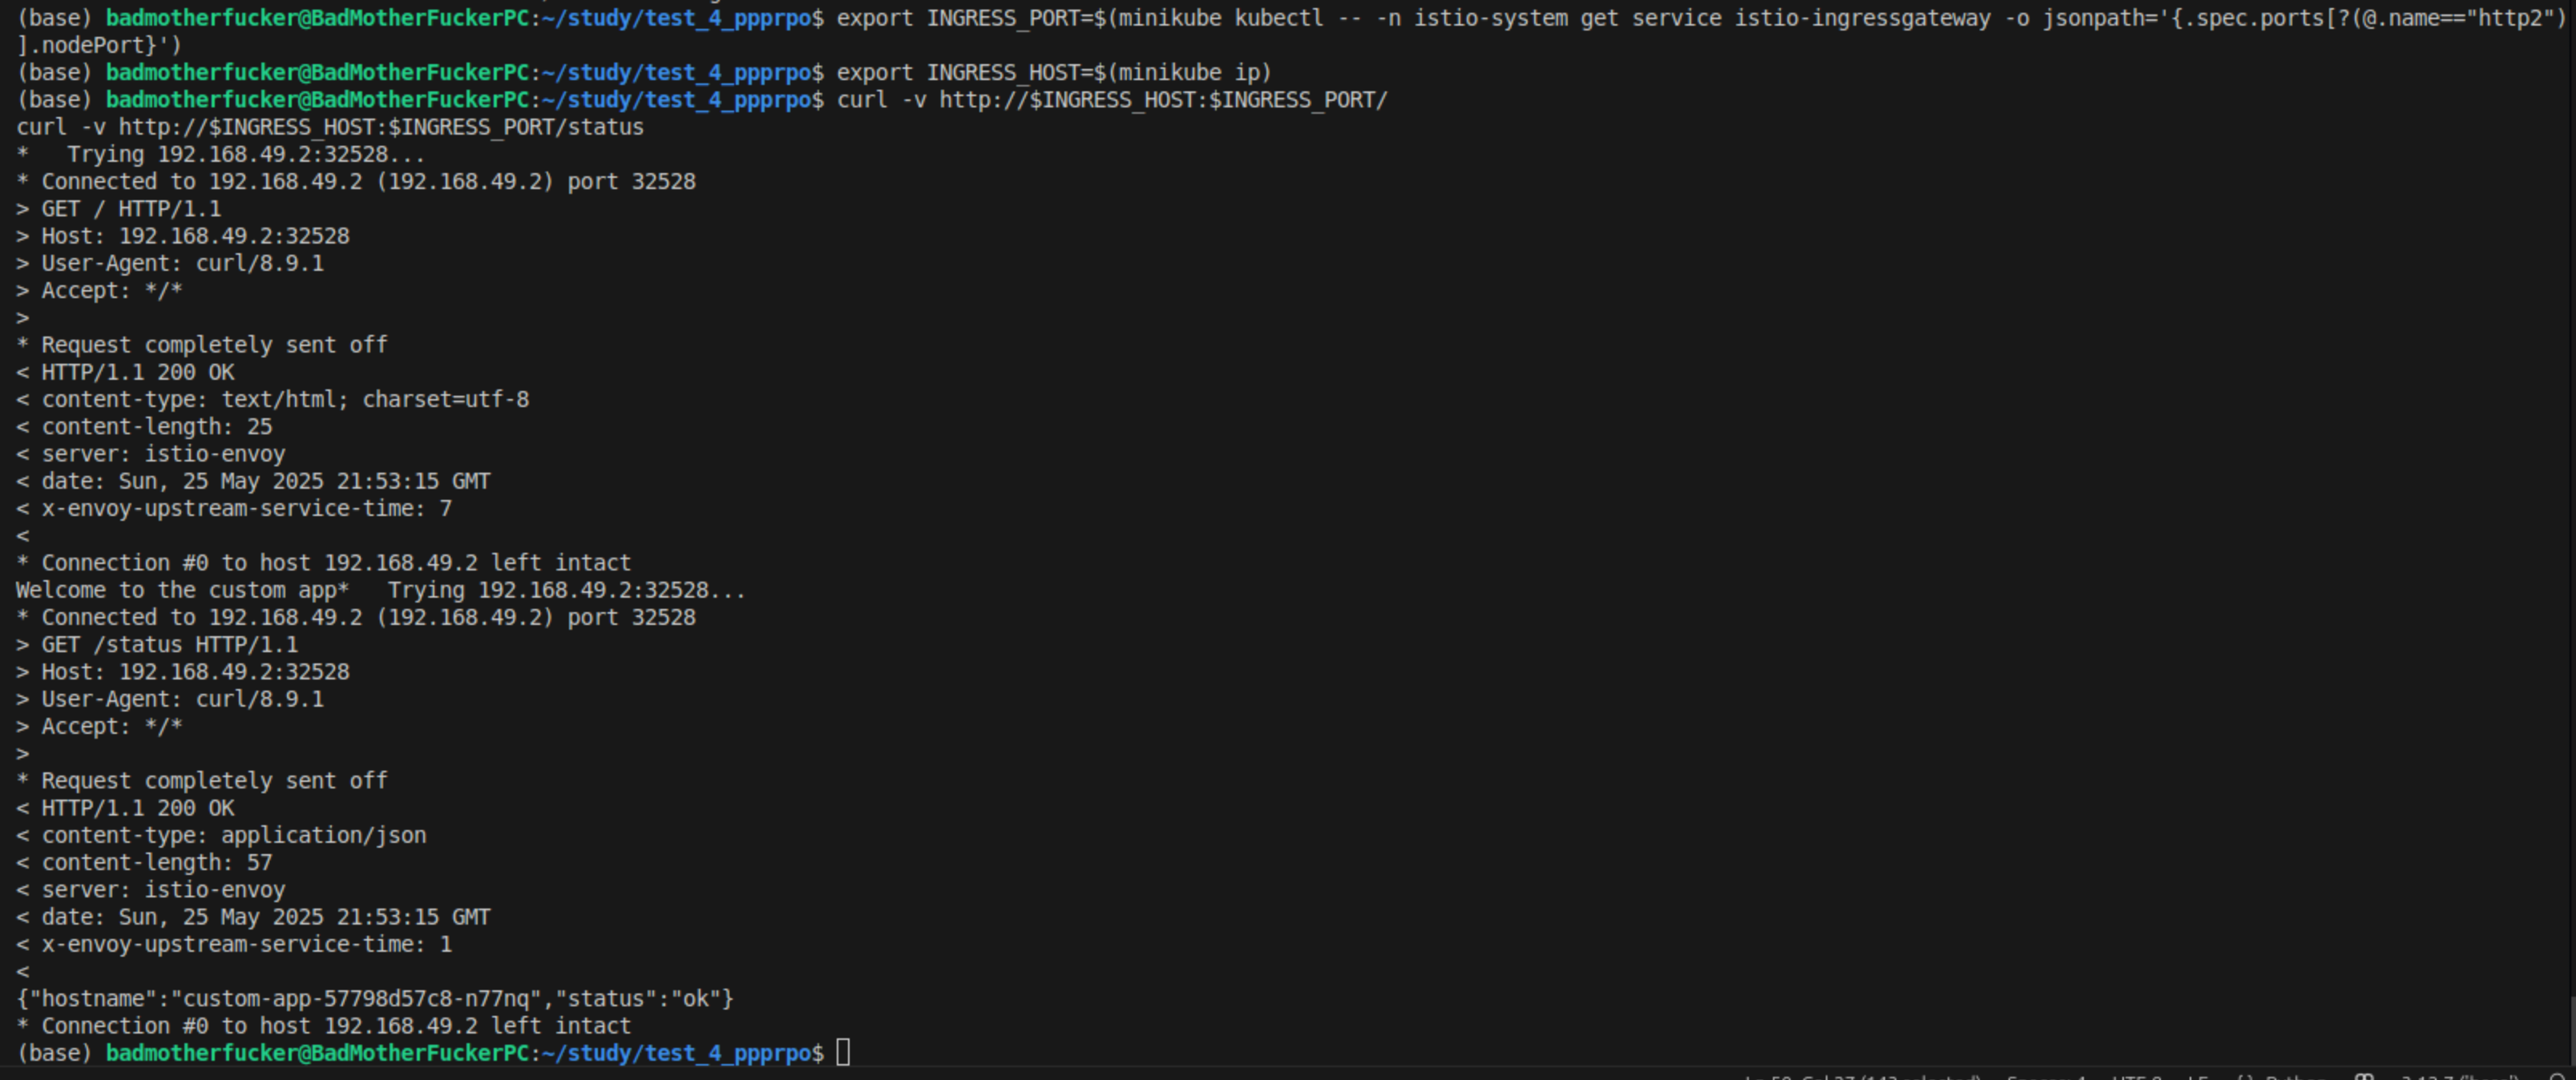 (base) badmotherfucker@BadMotherFuckerPC:~/study/test_4_ppprpo$ export INGRESS_PORT=$(minikube kubectl -- -n istio-system get service istio-ingressgateway -o jsonpath='{.spec.ports[?(@.name=="http2")
].nodePort}')
(base) badmotherfucker@BadMotherFuckerPC:~/study/test_4_ppprpo$ export INGRESS_HOST=$(minikube ip)
(base) badmotherfucker@BadMotherFuckerPC:~/study/test_4_ppprpo$ curl -v http://$INGRESS_HOST:$INGRESS_PORT/
curl -v http://$INGRESS_HOST:$INGRESS_PORT/status
*   Trying 192.168.49.2:32528...
* Connected to 192.168.49.2 (192.168.49.2) port 32528
> GET / HTTP/1.1
> Host: 192.168.49.2:32528
> User-Agent: curl/8.9.1
> Accept: */*
>
* Request completely sent off
< HTTP/1.1 200 OK
< content-type: text/html; charset=utf-8
< content-length: 25
< server: istio-envoy
< date: Sun, 25 May 2025 21:53:15 GMT
< x-envoy-upstream-service-time: 7
<
* Connection #0 to host 192.168.49.2 left intact
Welcome to the custom app*   Trying 192.168.49.2:32528...
* Connected to 192.168.49.2 (192.168.49.2) port 32528
> GET /status HTTP/1.1
> Host: 192.168.49.2:32528
> User-Agent: curl/8.9.1
> Accept: */*
>
* Request completely sent off
< HTTP/1.1 200 OK
< content-type: application/json
< content-length: 57
< server: istio-envoy
< date: Sun, 25 May 2025 21:53:15 GMT
< x-envoy-upstream-service-time: 1
<
{"hostname":"custom-app-57798d57c8-n77nq","status":"ok"}
* Connection #0 to host 192.168.49.2 left intact
(base) badmotherfucker@BadMotherFuckerPC:~/study/test_4_ppprpo$